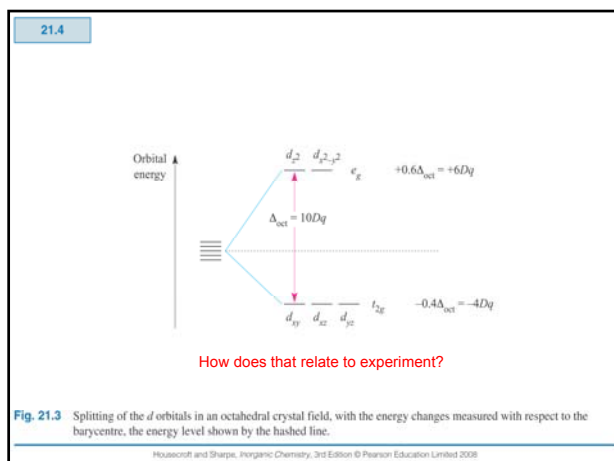 21.4
Orbital energy
d_z² d_x²–y²
e_g +0.6Δ_oct = +6Dq
Δ_oct = 10Dq
t_2g –0.4Δ_oct = –4Dq
d_xy d_xz d_yz
How does that relate to experiment?
Fig. 21.3 Splitting of the d orbitals in an octahedral crystal field, with the energy changes measured with respect to the
barycentre, the energy level shown by the hashed line.
Housecroft and Sharpe, Inorganic Chemistry, 3rd Edition © Pearson Education Limited 2008